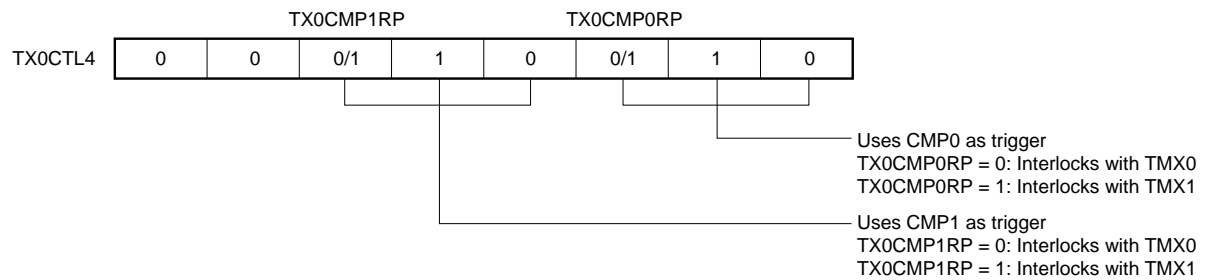 TX0CMP1RP TX0CMP0RP
TX0CTL4 0 0 0/1 1 0 0/1 1 0
Uses CMP0 as trigger
TX0CMP0RP = 0: Interlocks with TMX0
TX0CMP0RP = 1: Interlocks with TMX1
Uses CMP1 as trigger
TX0CMP1RP = 0: Interlocks with TMX0
TX0CMP1RP = 1: Interlocks with TMX1